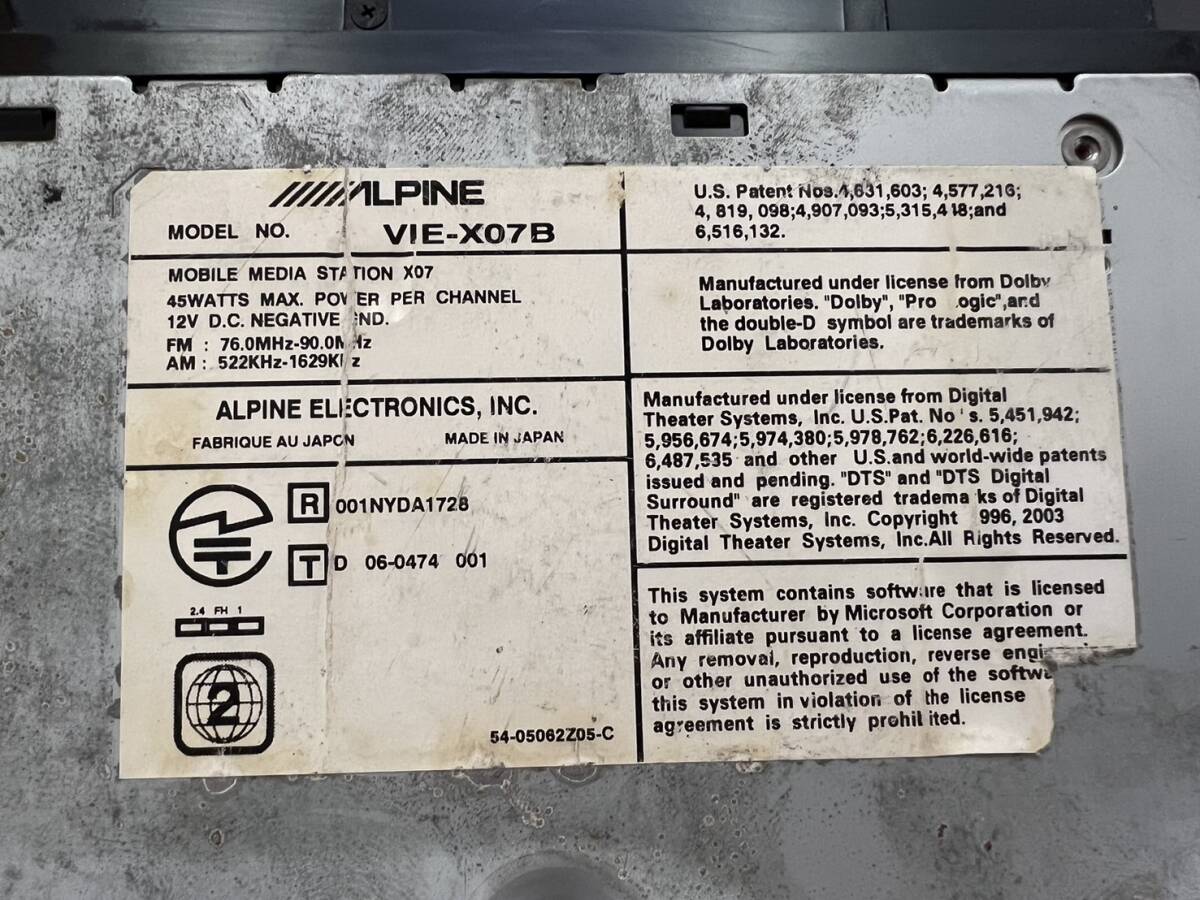 ALPINE
MODEL NO. VIE-X07B
MOBILE MEDIA STATION X07
45WATTS MAX. POWER PER CHANNEL
12V D.C. NEGATIVE GND.
FM : 76.0MHz-90.0MHz
AM : 522KHz-1629KHz
ALPINE ELECTRONICS, INC.
FABRIQUE AU JAPON MADE IN JAPAN
R 001NYDA1728
T D 06-0474 001
2.4 FH 1
2
54-05062Z05-C
U.S. Patent Nos.4,631,603; 4,577,216;
4, 819, 098;4,907,093;5,315,448;and
6,516,132.
Manufactured under license from Dolby
Laboratories. "Dolby", "Pro Logic",and
the double-D symbol are trademarks of
Dolby Laboratories.
Manufactured under license from Digital
Theater Systems, Inc. U.S.Pat. No's. 5,451,942;
5,956,674;5,974,380;5,978,762;6,226,616;
6,487,535 and other U.S.and world-wide patents
issued and pending. "DTS" and "DTS Digital
Surround" are registered trademarks of Digital
Theater Systems, Inc. Copyright 996, 2003
Digital Theater Systems, Inc.All Rights Reserved.
This system contains software that is licensed
to Manufacturer by Microsoft Corporation or
its affiliate pursuant to a license agreement.
Any removal, reproduction, reverse
or other unauthorized use of the
this system in violation of the license
agreement is strictly prohibited.